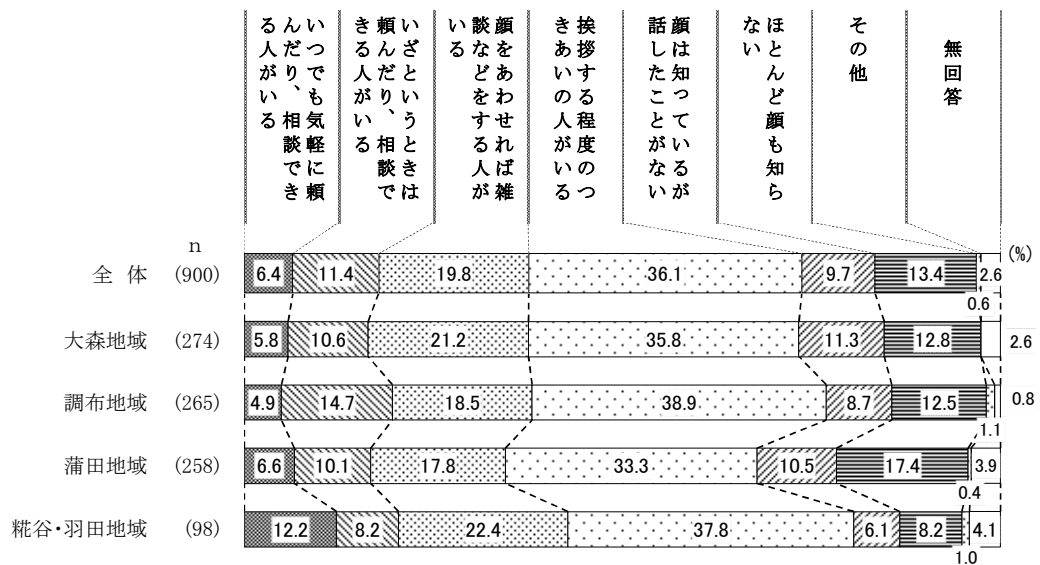 いつでも気軽に頼
んだり、相談でき
る人がいる
いざというときは
頼んだり、相談で
きる人がいる
顔をあわせれば雑
談などをする人が
いる
挨拶する程度のつ
きあいの人がいる
顔は知っているが
話したことがない
ほとんど顔も知ら
ない
その他
無回答
n
(%)
全 体 (900) 6.4 11.4 19.8 36.1 9.7 13.4 2.6
0.6
大森地域 (274) 5.8 10.6 21.2 35.8 11.3 12.8 2.6
調布地域 (265) 4.9 14.7 18.5 38.9 8.7 12.5 0.8
1.1
蒲田地域 (258) 6.6 10.1 17.8 33.3 10.5 17.4 3.9
0.4
糀谷・羽田地域 (98) 12.2 8.2 22.4 37.8 6.1 8.2 4.1
1.0